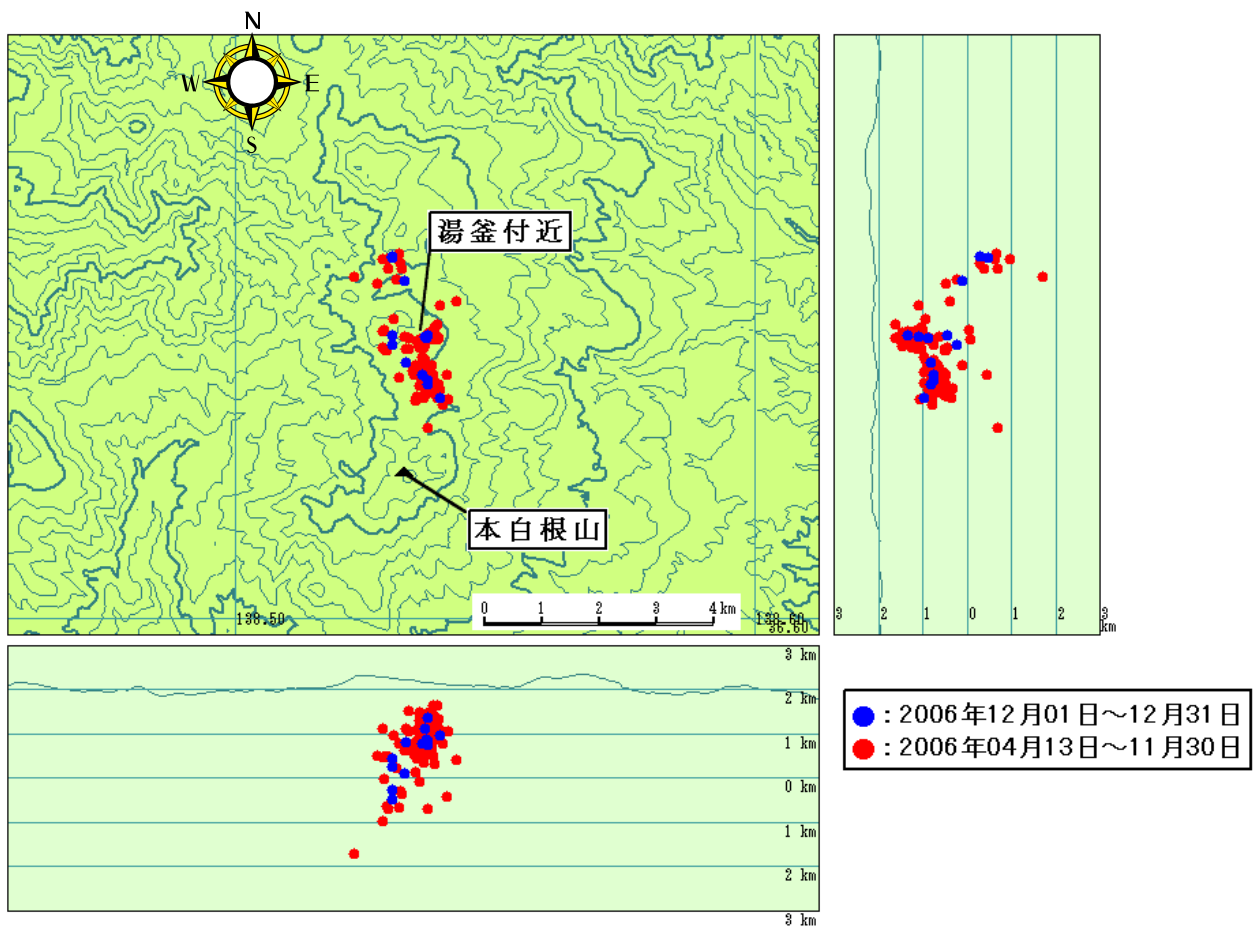 N
W
E
S
湯釜付近
本白根山
0 1 2 3 4 km
138.50
138.60
36.60
3 2 1 0 1 2 3
km
3 km
2 km
1 km
0 km
1 km
2 km
3 km
：2006年12月01日～12月31日
：2006年04月13日～11月30日